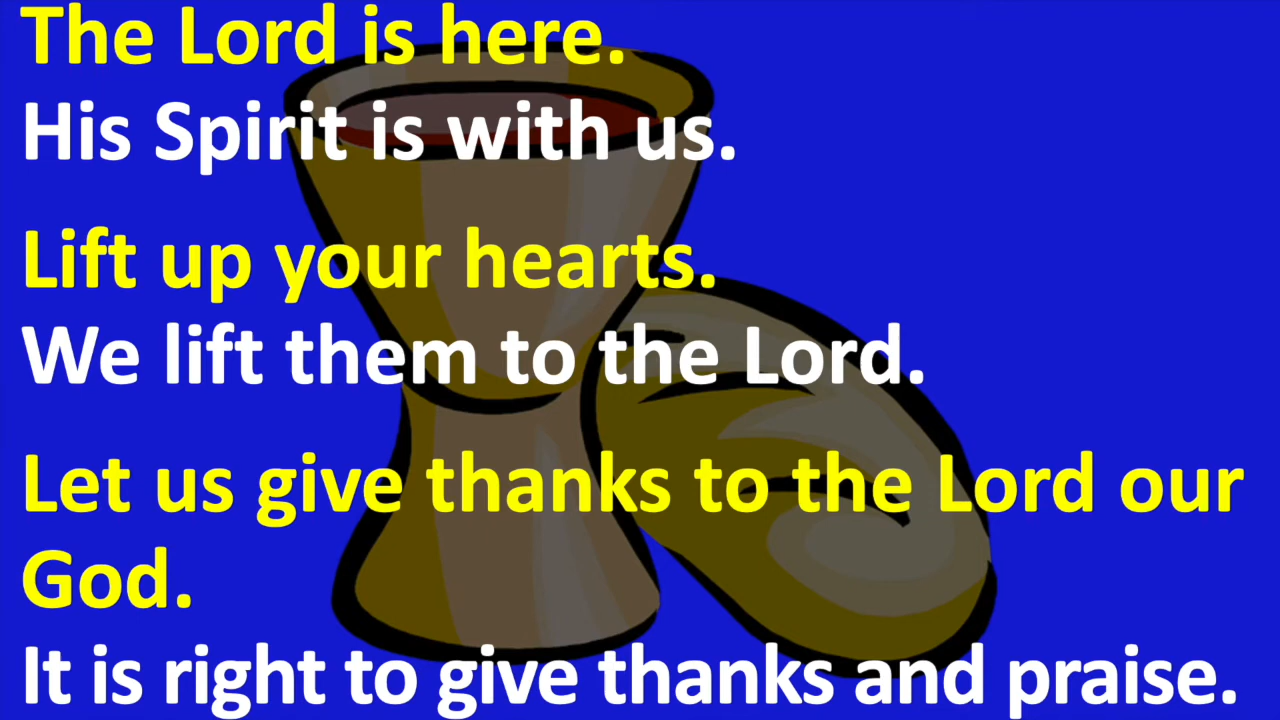 The Lord is here.
His Spirit is with us.
Lift up your hearts.
We lift them to the Lord.
Let us give thanks to the Lord our
God.
It is right to give thanks and praise.